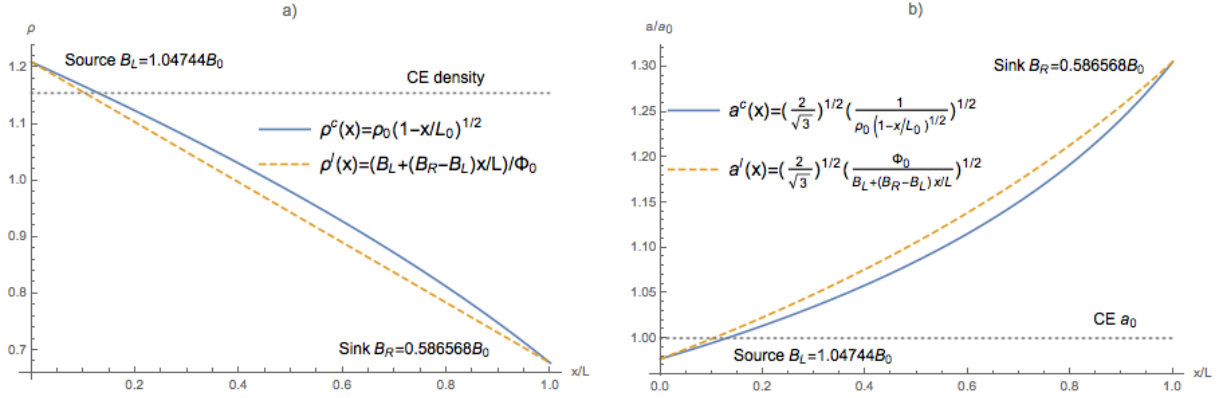 a)
ρ
1.2
1.1
1.0
0.9
0.8
0.7
Source B_L=1.04744B_0
CE density
ρ^c(x)=ρ_0(1-x/L_0)^1/2
ρ^l(x)=(B_L+(B_R-B_L)x/L)/Φ_0
Sink B_R=0.586568B_0
0.2 0.4 0.6 0.8 1.0
x/L
b)
a/a_0
1.30
1.25
1.20
1.15
1.10
1.05
1.00
Sink B_R=0.586568B_0
a^c(x)=(2/√3)^1/2(1/ρ_0(1-x/L_0)^1/2)^1/2
a^l(x)=(2/√3)^1/2(Φ_0/B_L+(B_R-B_L)x/L)^1/2
CE a_0
Source B_L=1.04744B_0
0.0 0.2 0.4 0.6 0.8 1.0
x/L